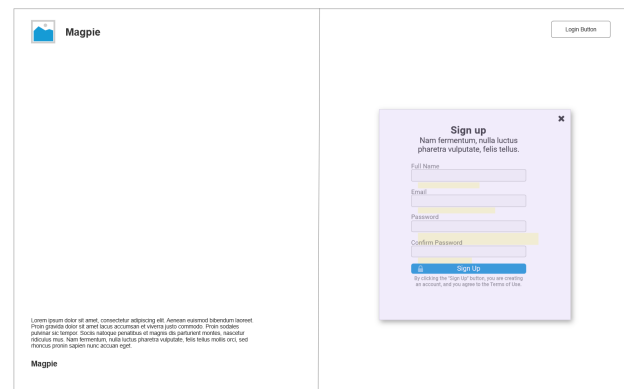 Magpie
Lorem ipsum dolor sit amet, consectetur adipiscing elit. Aenean euismod bibendum laoreet.
Proin gravida dolor sit amet lacus accumsan et viverra justo commodo. Proin sodales
pulvinar sic tempor. Sociis natoque penatibus et magnis dis parturient montes, nascetur
ridiculus mus. Nam fermentum, nulla luctus pharetra vulputate, felis tellus mollis orci, sed
rhoncus pronin sapien nunc accuan eget.
Magpie
Login Button
Sign up
Nam fermentum, nulla luctus
pharetra vulputate, felis tellus.
Full Name
Email
Password
Confirm Password
Sign Up
By clicking the "Sign Up" button, you are creating
an account, and you agree to the Terms of Use.